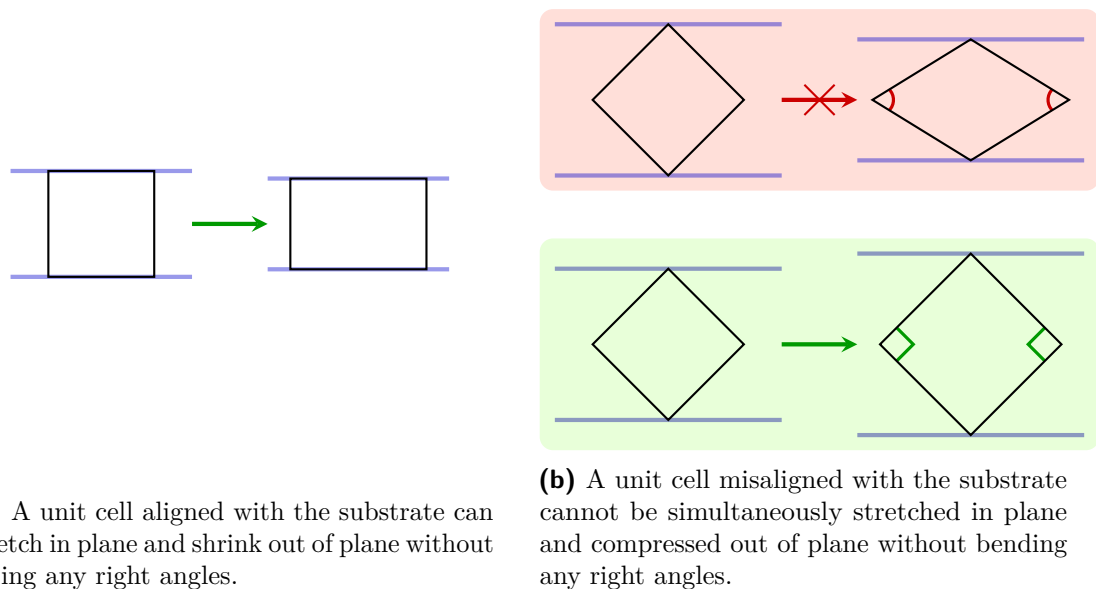 A unit cell aligned with the substrate can
etch in plane and shrink out of plane without
ing any right angles.
(b) A unit cell misaligned with the substrate
cannot be simultaneously stretched in plane
and compressed out of plane without bending
any right angles.